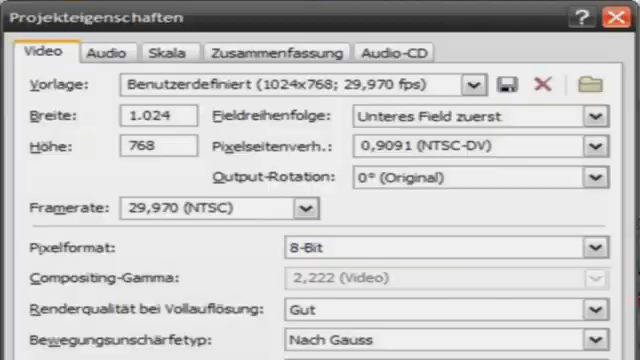 Projekteigenschaften
Video Audio Skala Zusammenfassung Audio-CD
Vorlage: Benutzerdefiniert (1024x768; 29,970 fps)
Breite: 1.024 Fieldreihenfolge: Unteres Field zuerst
Höhe: 768 Pixelseitenverh.: 0,9091 (NTSC-DV)
Output-Rotation: 0° (Original)
Framerate: 29,970 (NTSC)
Pixelformat: 8-Bit
Compositing-Gamma: 2,222 (Video)
Renderqualität bei Vollauflösung: Gut
Bewegungsunschärfetyp: Nach Gauss